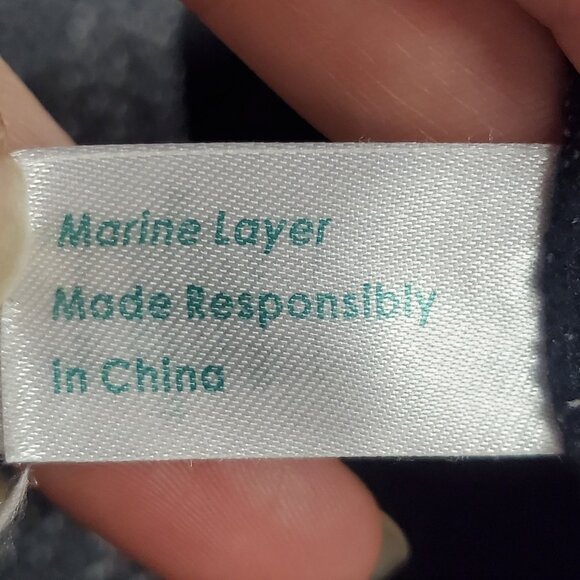 Marine Layer
Made Responsibly
in China